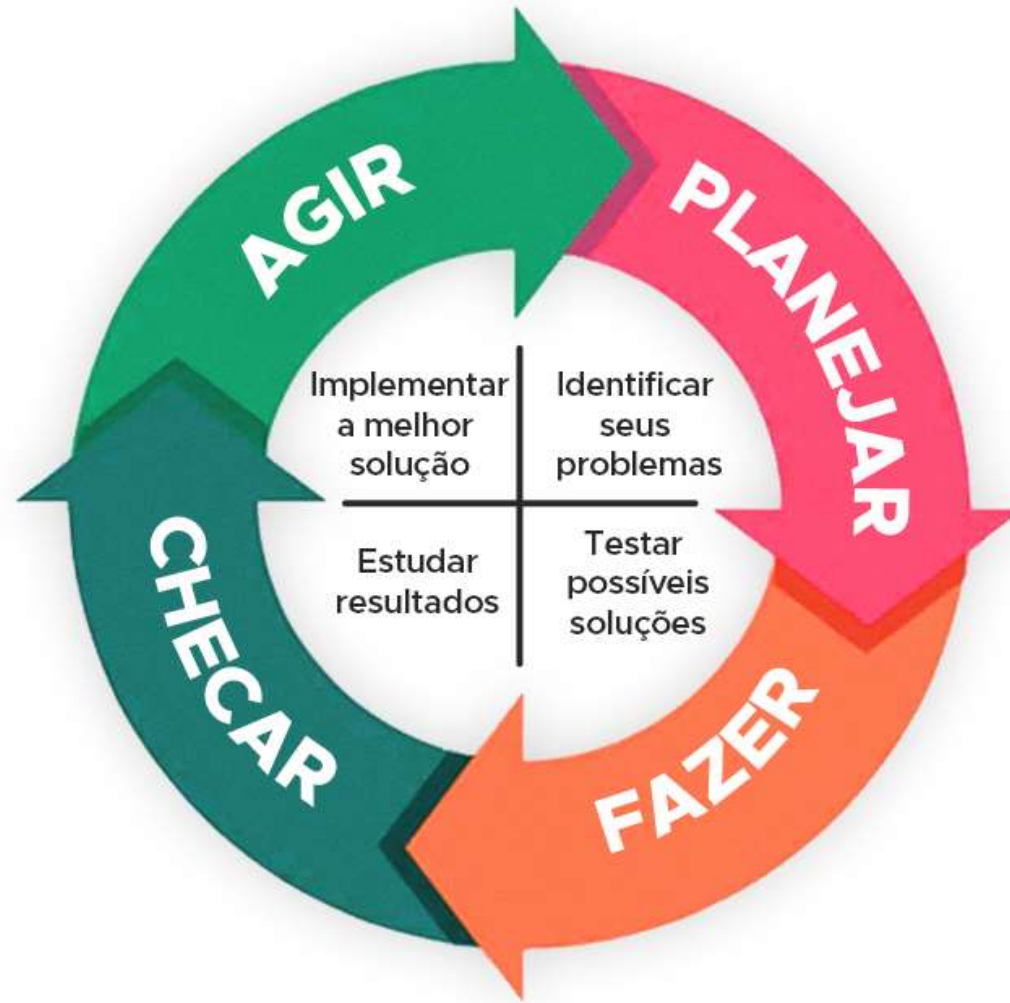 AGIR
PLANEJAR
Implementar
a melhor
solução
Identificar
seus
problemas
Estudar
resultados
Testar
possíveis
soluções
CHECAR
FAZER